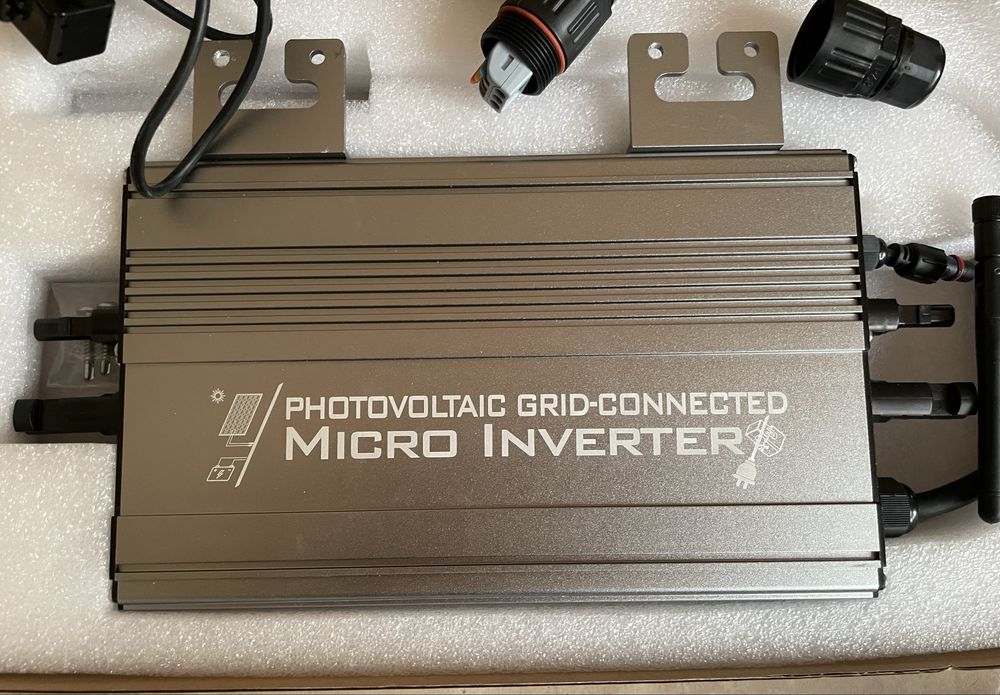 PHOTOVOLTAIC GRID-CONNECTED
MICRO INVERTER